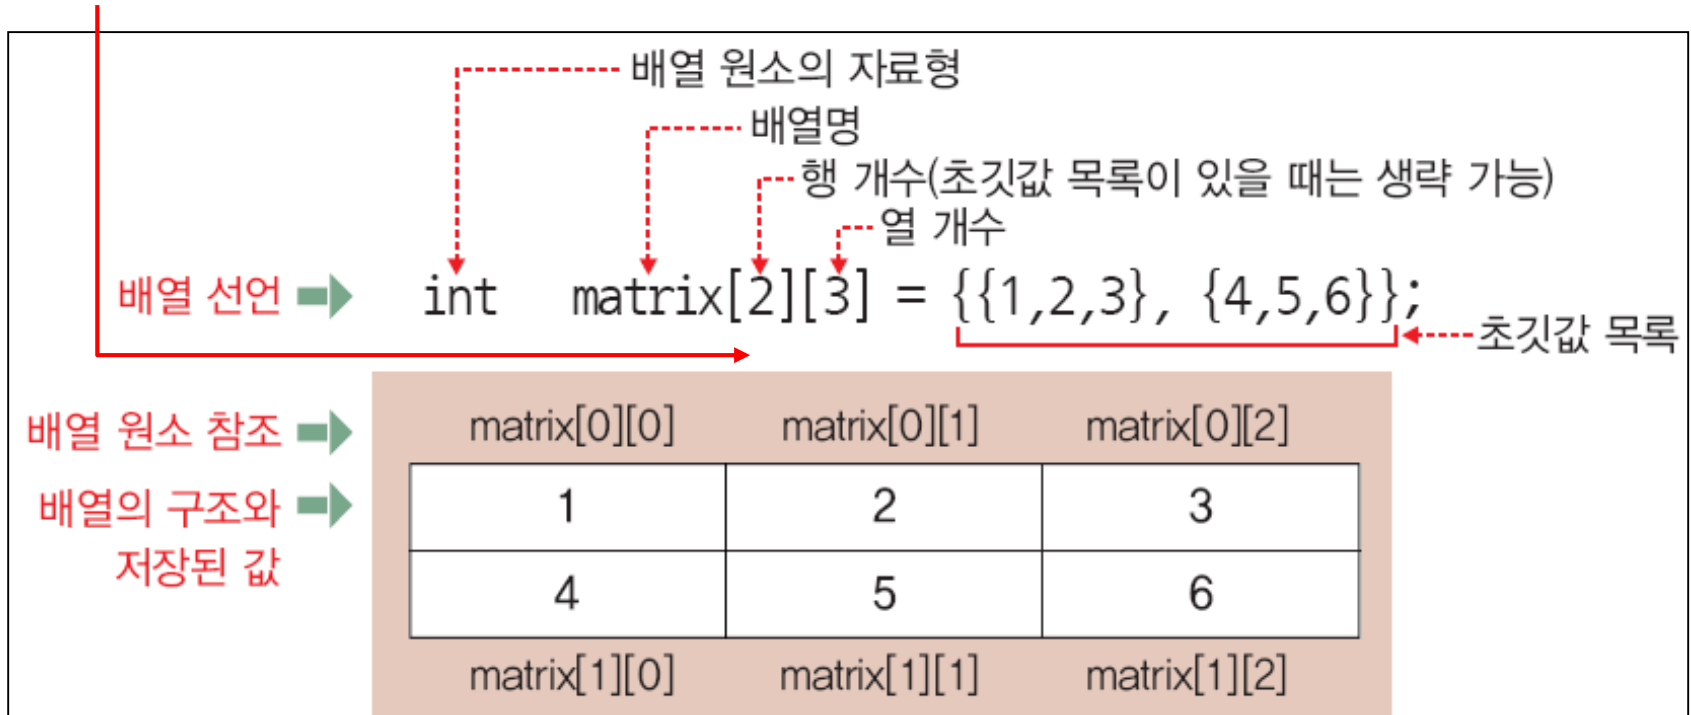 배열 원소의 자료형
배열명
행 개수(초깃값 목록이 있을 때는 생략 가능)
열 개수
배열 선언 int matrix[2][3] = {{1,2,3}, {4,5,6}};
초깃값 목록
배열 원소 참조 matrix[0][0] matrix[0][1] matrix[0][2]
배열의 구조와 1 2 3
저장된 값 4 5 6
matrix[1][0] matrix[1][1] matrix[1][2]